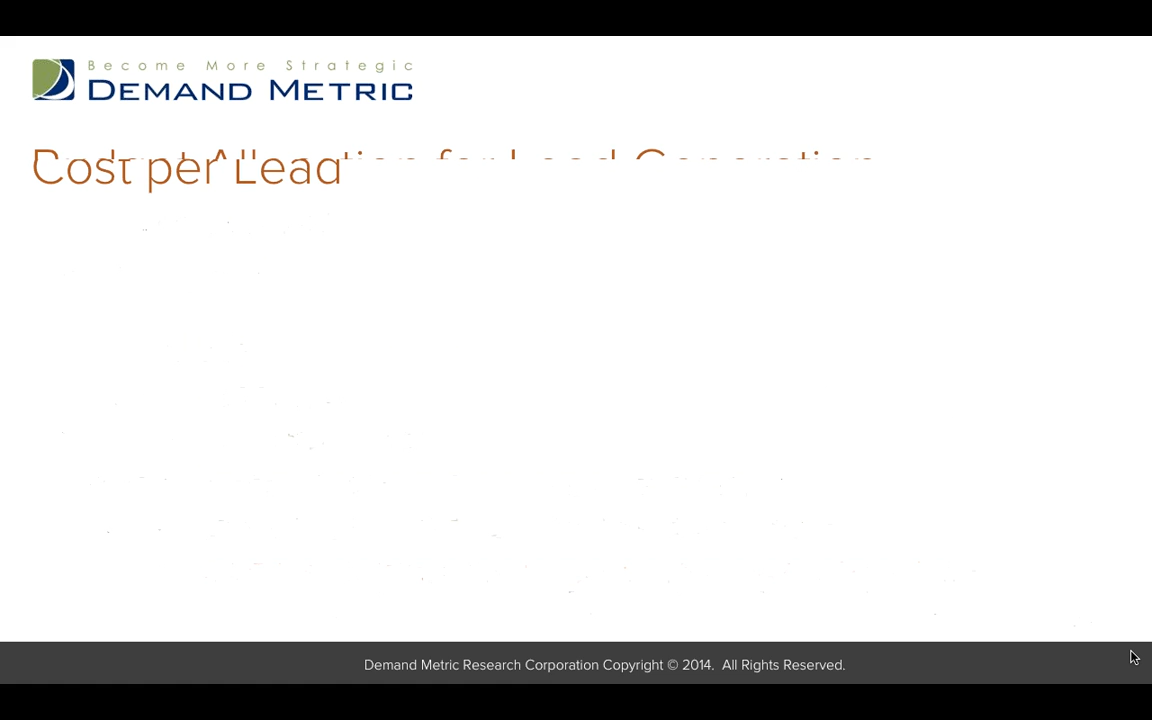 Become More Strategic
DEMAND METRIC
Cost per Lead
Demand Metric Research Corporation Copyright © 2014. All Rights Reserved.